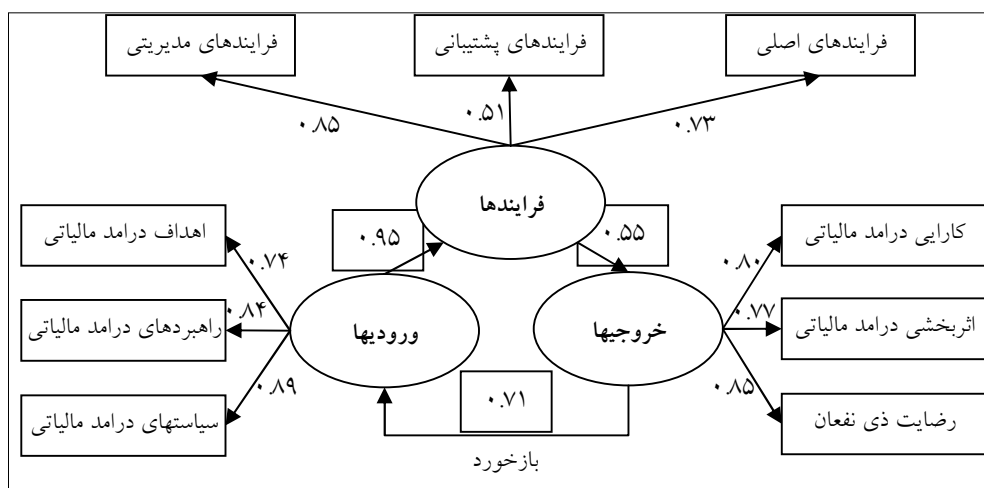 فرایندهای اصلی
فرایندهای پشتیبانی
فرایندهای مدیریتی
۰.۷۳
۰.۵۱
۰.۸۵
فرایندها
کارایی درامد مالیاتی
۰.۵۵
۰.۹۵
اهداف درامد مالیاتی
۰.۸۰
۰.۷۴
اثربخشی درامد مالیاتی
۰.۷۷
خروجیها
ورودیها
۰.۸۴
راهبردهای درامد مالیاتی
۰.۸۵
۰.۸۹
رضایت ذی نفعان
۰.۷۱
سیاستهای درامد مالیاتی
بازخورد